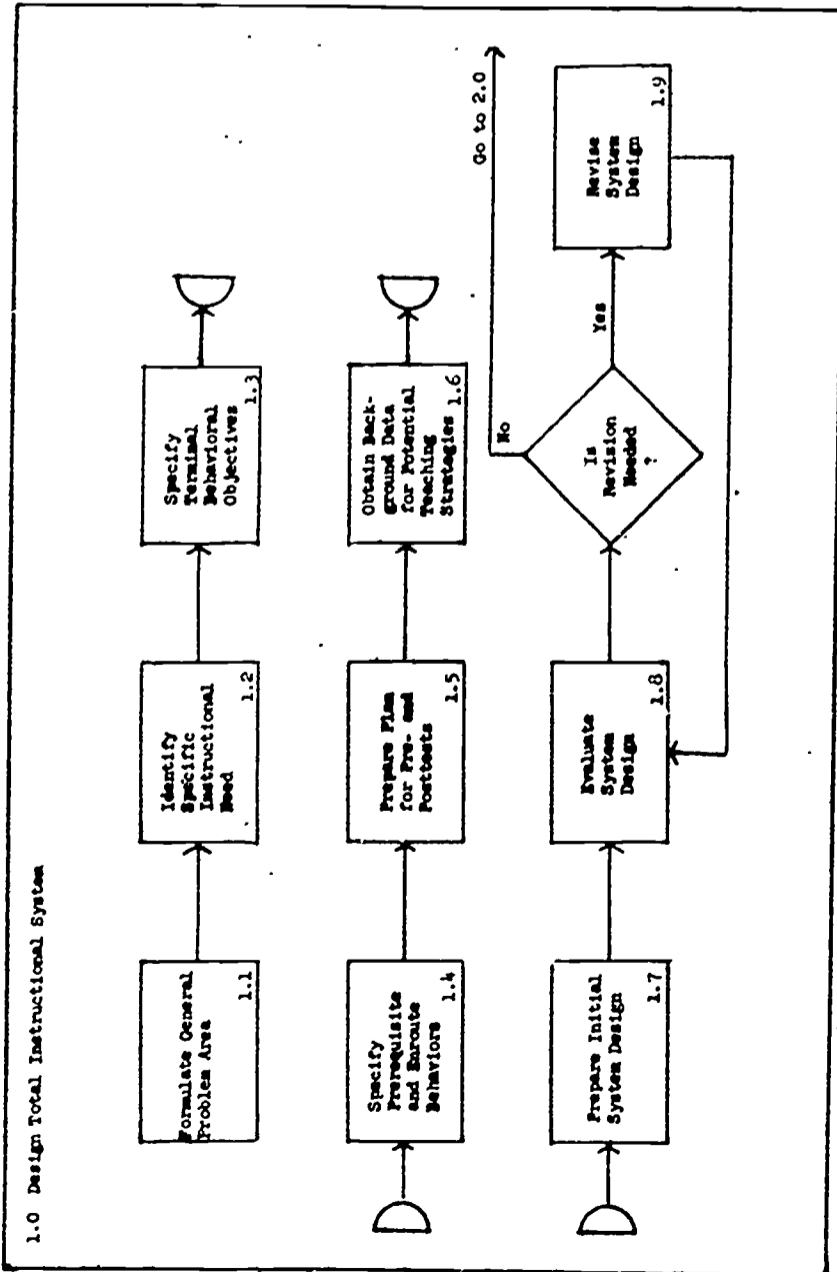 1.0 Design Total Instructional System
Formulate General
Problem Area
1.1
Identify
Specific
Instructional
Need
1.2
Specify
Terminal
Behavioral
Objectives
1.3
Specify
Prerequisite
and Enroute
Behaviors
1.4
Prepare Plan
for Pre- and
Posttests
1.5
Obtain Back-
ground Data
for Potential
Teaching
Strategies
1.6
Prepare Initial
System Design
1.7
Evaluate
System
Design
1.8
Is
Revision
Needed
?
No
Go to 2.0
Yes
Revise
System
Design
1.9